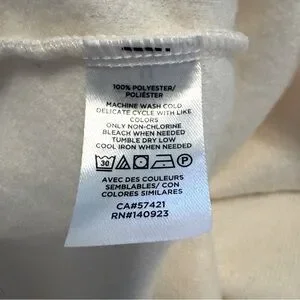 100% POLYESTER/
POLIÉSTER
MACHINE WASH COLD
DELICATE CYCLE WITH LIKE
COLORS
ONLY NON-CHLORINE
BLEACH WHEN NEEDED
TUMBLE DRY LOW
COOL IRON WHEN NEEDED
30 P
AVEC DES COULEURS
SEMBLABLES/ CON
COLORES SIMILARES
CA#57421
RN#140923